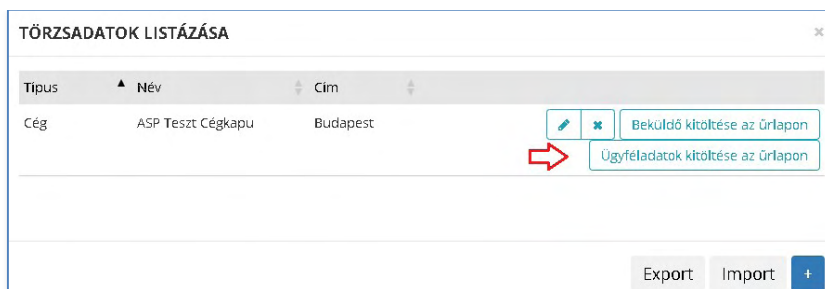 TÖRZSADATOK LISTÁZÁSA ×
Típus Név Cím
Cég ASP Teszt Cégkapu Budapest Beküldő kitöltése az űrlapon
Ügyféladatok kitöltése az űrlapon
Export Import +